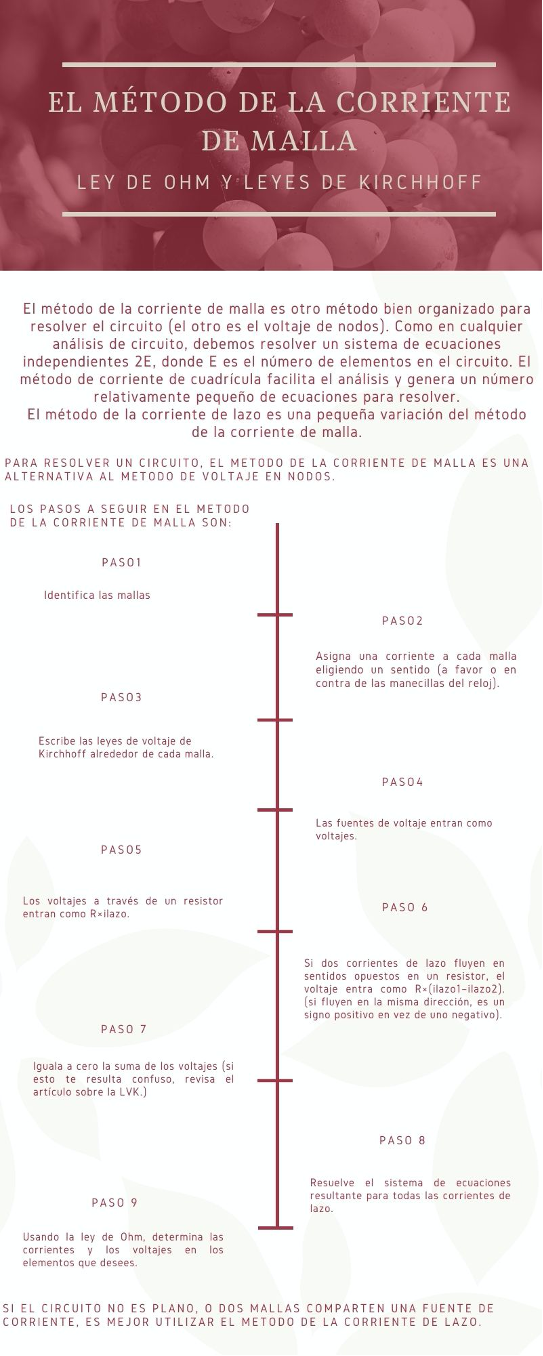 EL MÉTODO DE LA CORRIENTE
DE MALLA
LEY DE OHM Y LEYES DE KIRCHHOFF
El método de la corriente de malla es otro método bien organizado para
resolver el circuito (el otro es el voltaje de nodos). Como en cualquier
análisis de circuito, debemos resolver un sistema de ecuaciones
independientes 2E, donde E es el número de elementos en el circuito. El
método de corriente de cuadrícula facilita el análisis y genera un número
relativamente pequeño de ecuaciones para resolver.
El método de la corriente de lazo es una pequeña variación del método
de la corriente de malla.
PARA RESOLVER UN CIRCUITO, EL METODO DE LA CORRIENTE DE MALLA ES UNA
ALTERNATIVA AL METODO DE VOLTAJE EN NODOS.
LOS PASOS A SEGUIR EN EL METODO
DE LA CORRIENTE DE MALLA SON:
PASO1
Identifica las mallas
PASO2
Asigna una corriente a cada malla
eligiendo un sentido (a favor o en
contra de las manecillas del reloj).
PASO3
Escribe las leyes de voltaje de
Kirchhoff alrededor de cada malla.
PASO4
Las fuentes de voltaje entran como
voltajes.
PASO5
Los voltajes a través de un resistor
entran como R×ilazo.
PASO 6
Si dos corrientes de lazo fluyen en
sentidos opuestos en un resistor, el
voltaje entra como R×(ilazo1−ilazo2).
(si fluyen en la misma dirección, es un
signo positivo en vez de uno negativo).
PASO 7
Iguala a cero la suma de los voltajes (si
esto te resulta confuso, revisa el
artículo sobre la LVK.)
PASO 8
Resuelve el sistema de ecuaciones
resultante para todas las corrientes de
lazo.
PASO 9
Usando la ley de Ohm, determina las
corrientes y los voltajes en los
elementos que desees.
SI EL CIRCUITO NO ES PLANO, O DOS MALLAS COMPARTEN UNA FUENTE DE
CORRIENTE, ES MEJOR UTILIZAR EL METODO DE LA CORRIENTE DE LAZO.